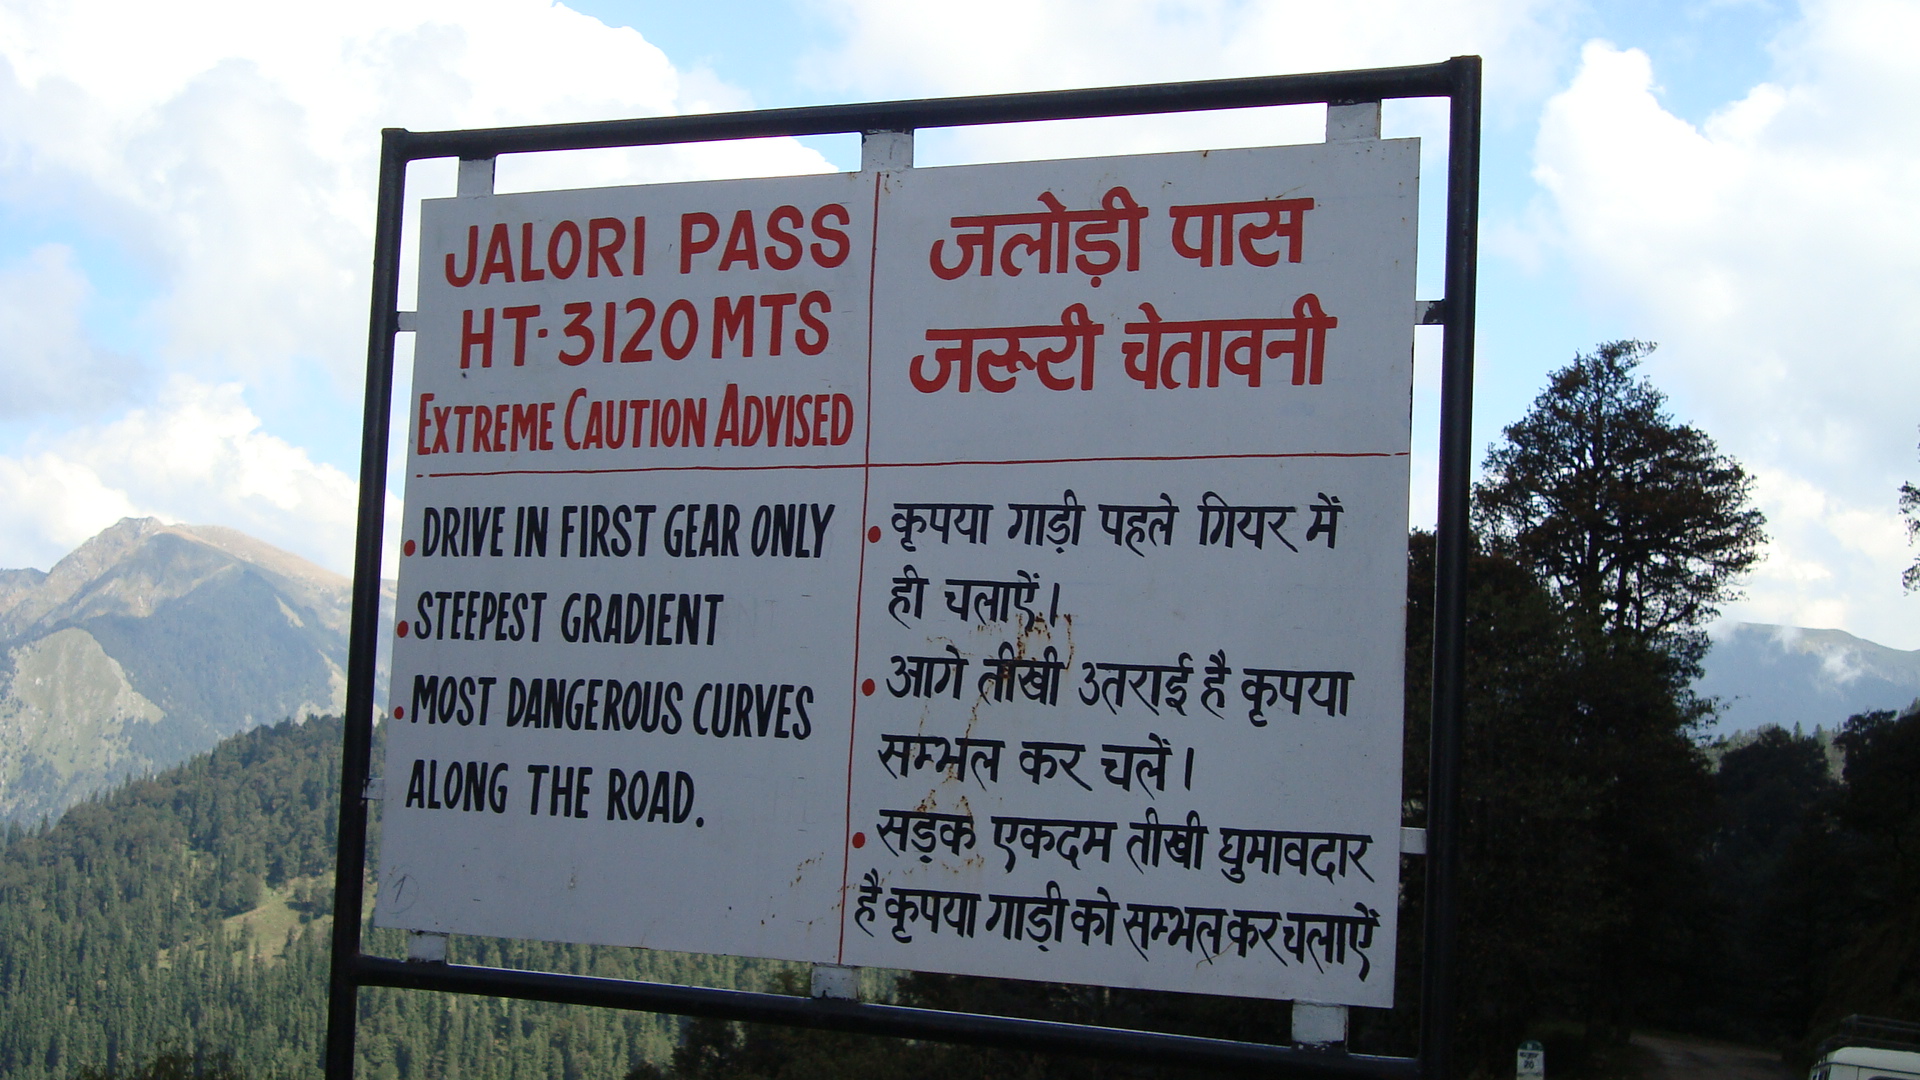 JALORI PASS
HT-3120 MTS
EXTREME CAUTION ADVISED
• DRIVE IN FIRST GEAR ONLY
• STEEPEST GRADIENT
• MOST DANGEROUS CURVES
ALONG THE ROAD.
जलोड़ी पास
जरूरी चेतावनी
• कृपया गाड़ी पहले गियर में
ही चलाऐं।
• आगे तीखी उतराई है कृपया
सम्भल कर चलें।
• सड़क एकदम तीखी घुमावदार
है कृपया गाड़ी को सम्भल कर चलाऐं
1
20